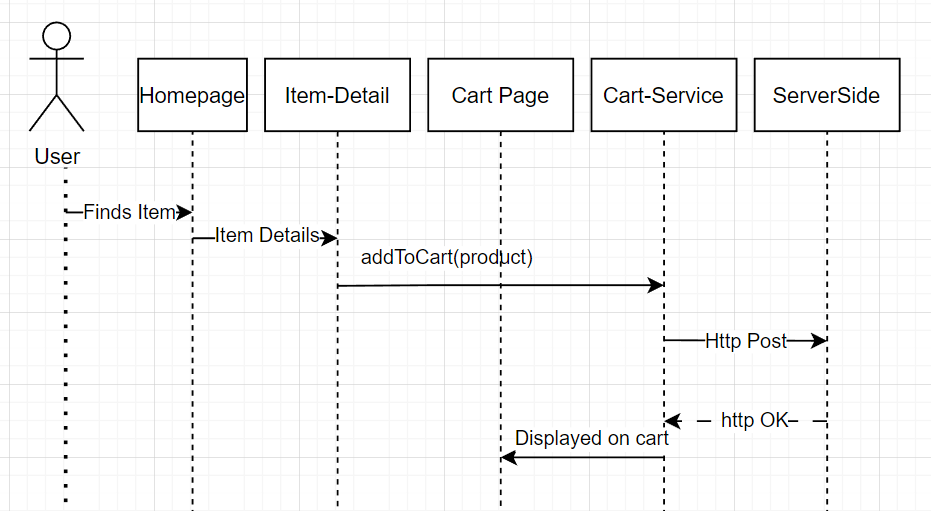 Homepage
Item-Detail
Cart Page
Cart-Service
ServerSide
User
Finds Item
Item Details
addToCart(product)
Http Post
http OK
Displayed on cart